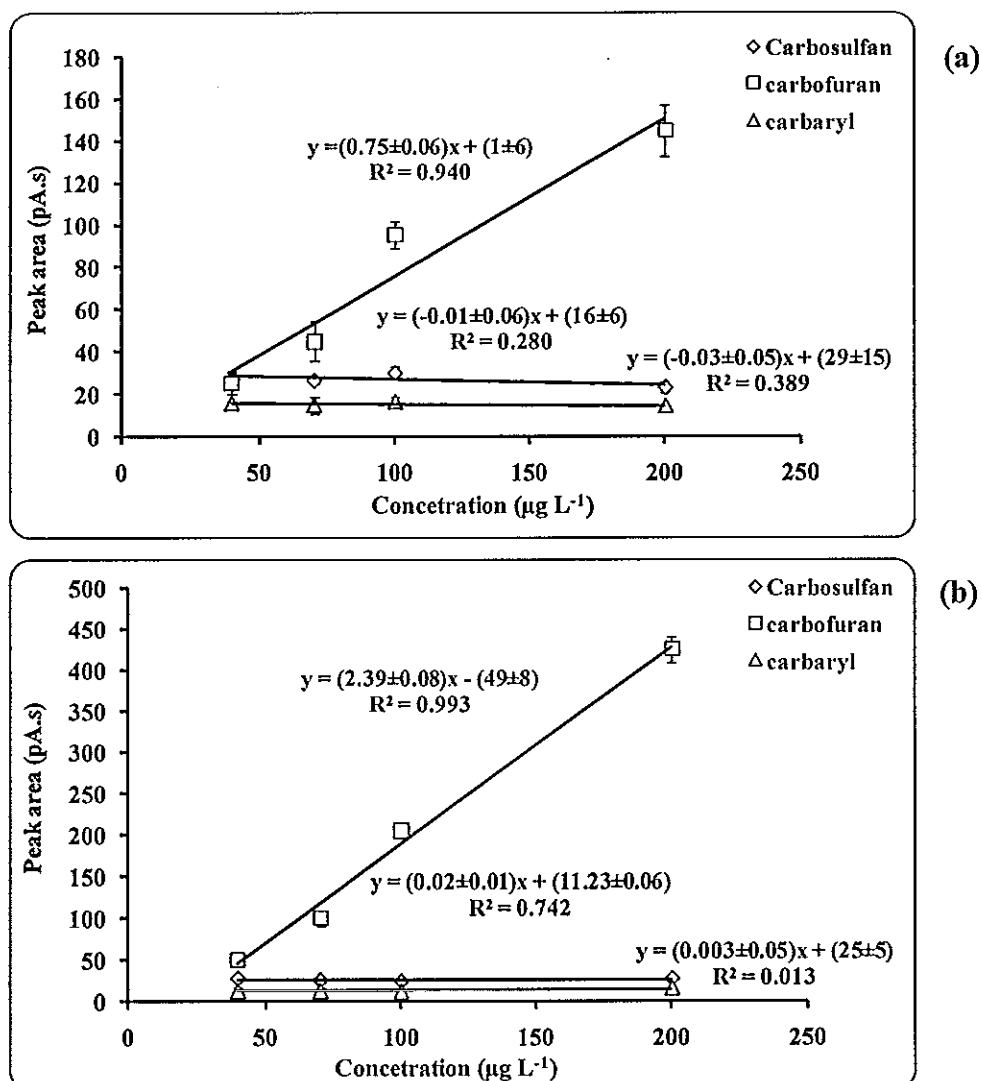 (a)
180
160
140
120
100
80
60
40
20
0
Peak area (pA.s)
◇ Carbosulfan
□ carbofuran
△ carbaryl
y =(0.75±0.06)x + (1±6)
R² = 0.940
y = (-0.01±0.06)x + (16±6)
R² = 0.280
y = (-0.03±0.05)x + (29±15)
R² = 0.389
0 50 100 150 200 250
Concetration (µg L⁻¹)
(b)
500
450
400
350
300
250
200
150
100
50
0
Peak area (pA.s)
◇ Carbosulfan
□ carbofuran
△ carbaryl
y = (2.39±0.08)x - (49±8)
R² = 0.993
y = (0.02±0.01)x + (11.23±0.06)
R² = 0.742
y = (0.003±0.05)x + (25±5)
R² = 0.013
0 50 100 150 200 250
Concetration (µg L⁻¹)